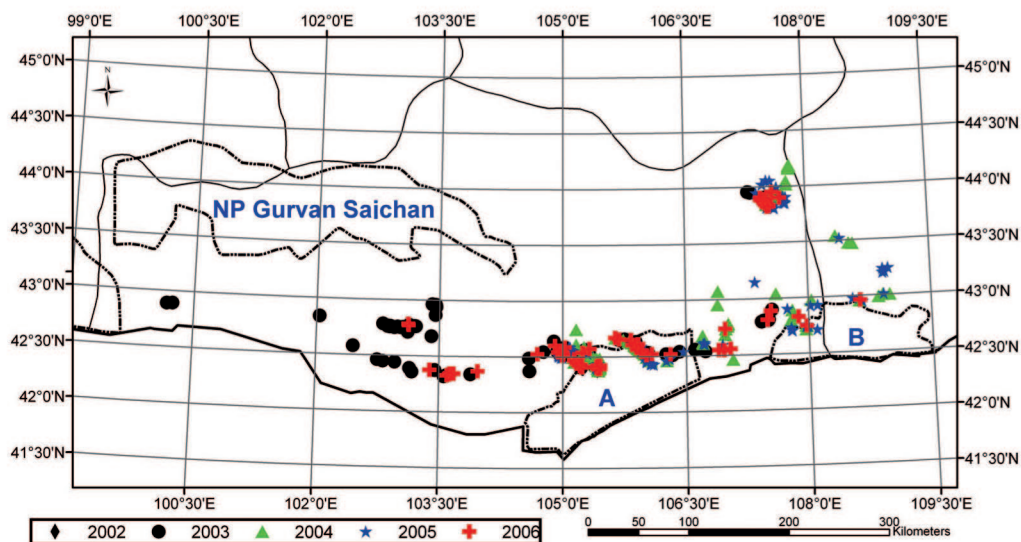 99°0'E 100°30'E 102°0'E 103°30'E 105°0'E 106°30'E 108°0'E 109°30'E
N
45°0'N 45°0'N
44°30'N 44°30'N
44°0'N 44°0'N
NP Gurvan Sajchan
43°30'N 43°30'N
43°0'N 43°0'N
B
42°30'N 42°30'N
A
42°0'N 42°0'N
41°30'N 41°30'N
100°30'E 102°0'E 103°30'E 105°0'E 106°30'E 108°0'E 109°30'E
2002 2003 2004 2005 2006
0 50 100 200 300
Kilometers